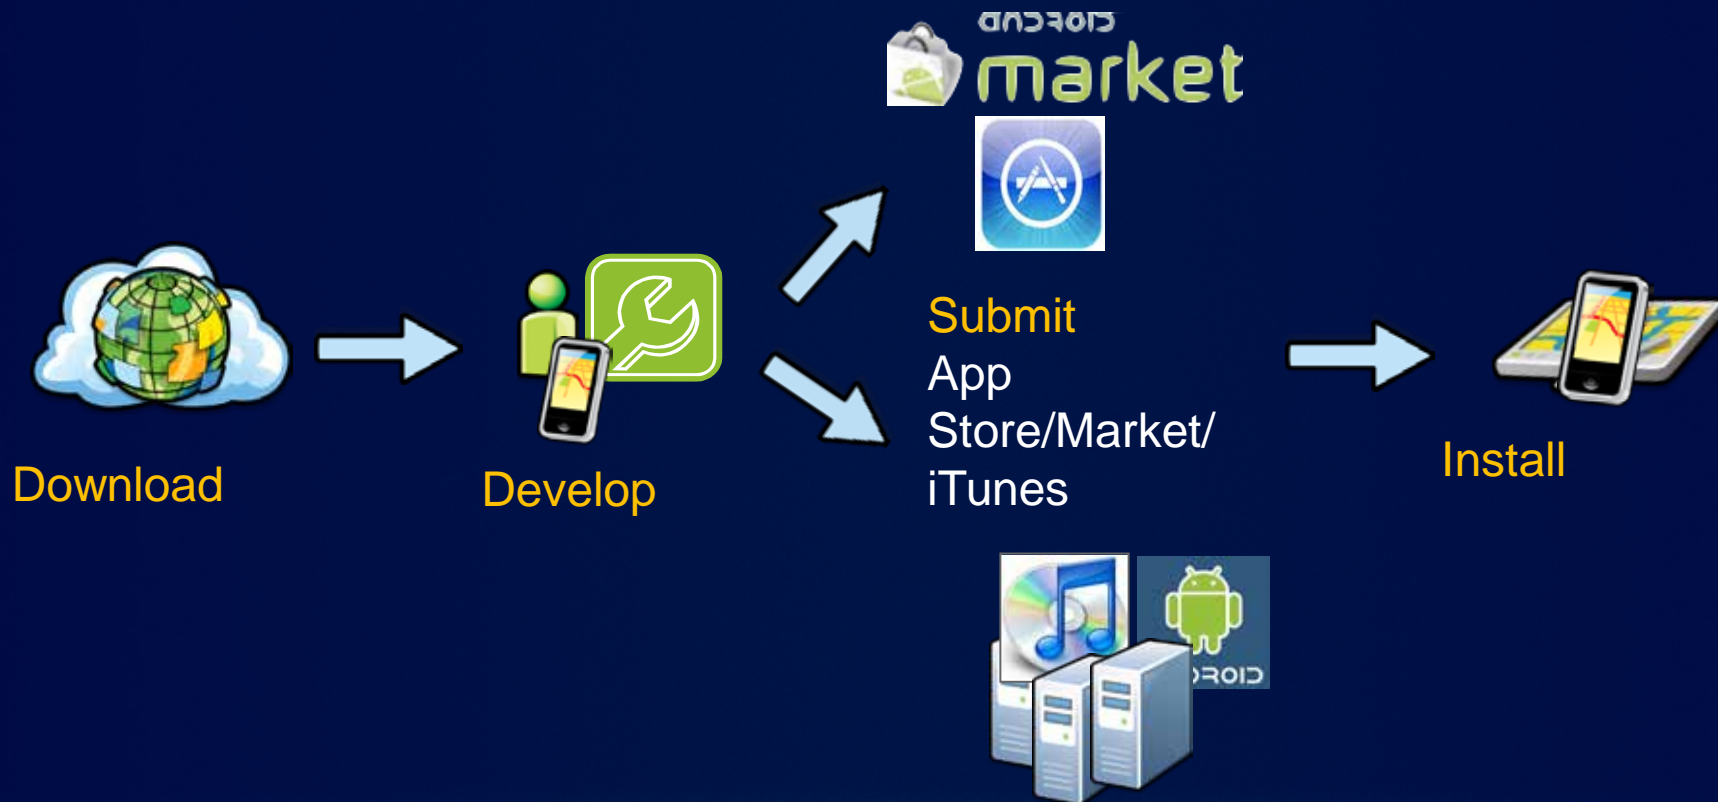 android
market
Download
Develop
Submit
App
Store/Market/
iTunes
Install